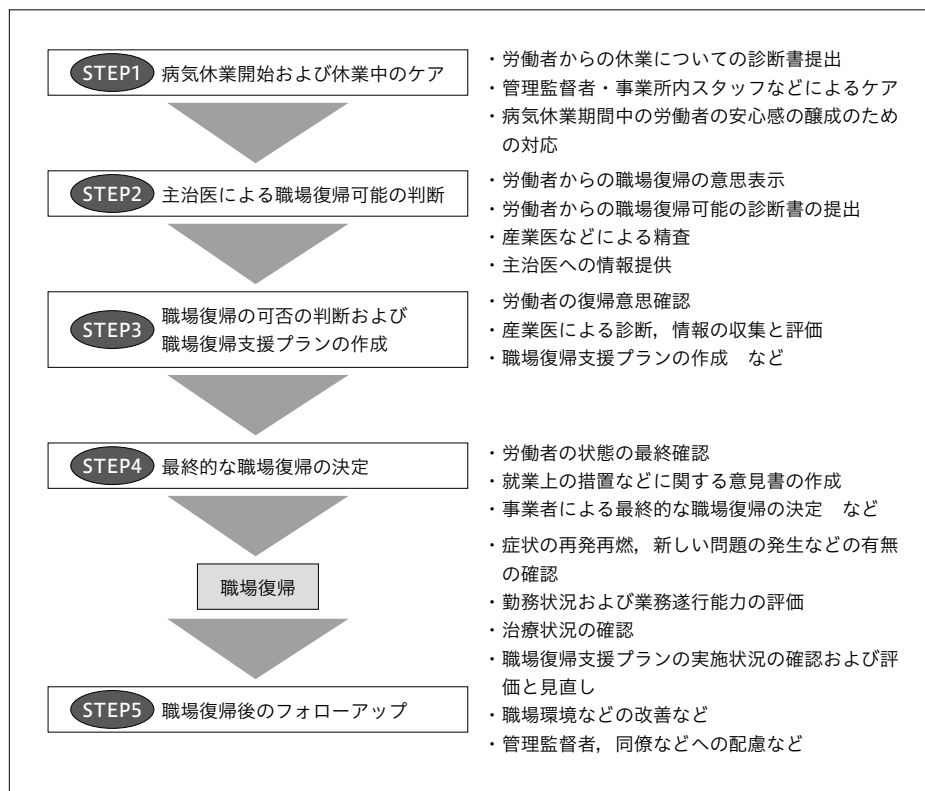 STEP1 病気休業開始および休業中のケア
・労働者からの休業についての診断書提出
・管理監督者・事業所内スタッフなどによるケア
・病気休業期間中の労働者の安心感の醸成のため
の対応
STEP2 主治医による職場復帰可能の判断
・労働者からの職場復帰の意思表示
・労働者からの職場復帰可能の診断書の提出
・産業医などによる精査
・主治医への情報提供
STEP3 職場復帰の可否の判断および
職場復帰支援プランの作成
・労働者の復帰意思確認
・産業医による診断，情報の収集と評価
・職場復帰支援プランの作成　など
STEP4 最終的な職場復帰の決定
・労働者の状態の最終確認
・就業上の措置などに関する意見書の作成
・事業者による最終的な職場復帰の決定　など
職場復帰
STEP5 職場復帰後のフォローアップ
・症状の再発再燃，新しい問題の発生などの有無
の確認
・勤務状況および業務遂行能力の評価
・治療状況の確認
・職場復帰支援プランの実施状況の確認および評
価と見直し
・職場環境などの改善など
・管理監督者，同僚などへの配慮など